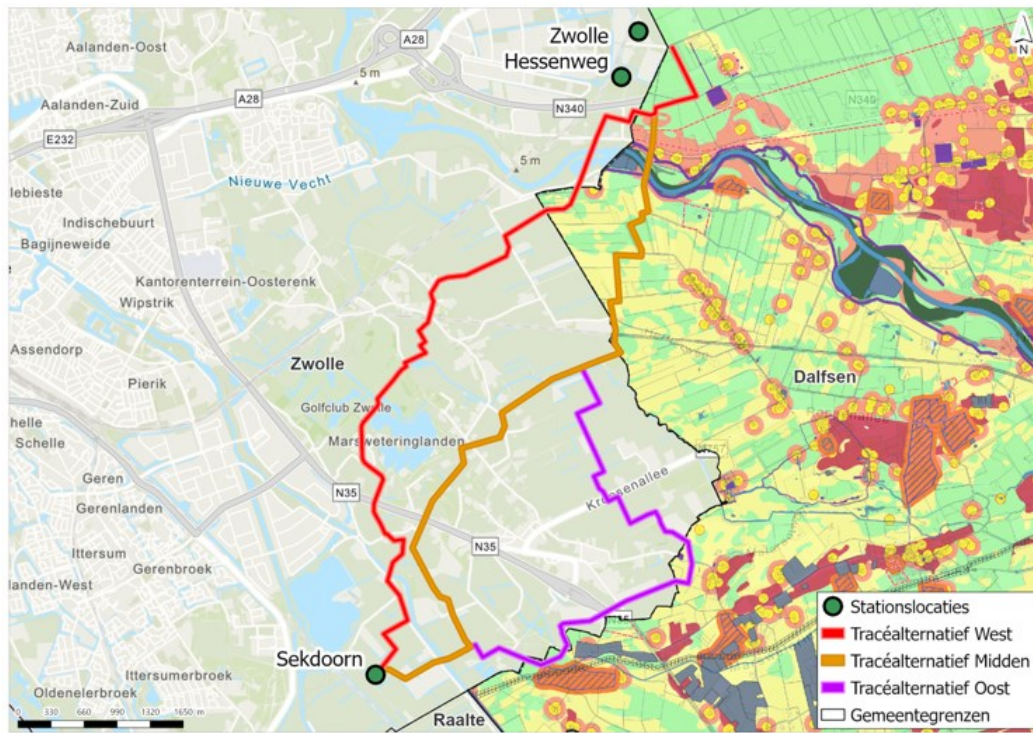 Zwolle
Hessenweg
N
Aalanden-Oost
A28
5 m
Aalanden-Zuid
A28
N340
N340
E232
5 m
Nieuwe Vecht
Indischebuurt
Bagijneweide
Kantorenterrein-Oosterenk
Wipstrik
Assendorp
Zwolle
Dalfsen
Pierik
Golfclub Zwolle
Marsweteringlanden
Schelle
Geren
Gerenlanden
N35
Kroesenallee
Ittersum
N35
Gerenbroek
Sekdoorn
Ittersumerbroek
Oldenelerbroek
Raalte
0 330 660 990 1320 1650 m
Stationslocaties
Tracéalternatief West
Tracéalternatief Midden
Tracéalternatief Oost
Gemeentegrenzen